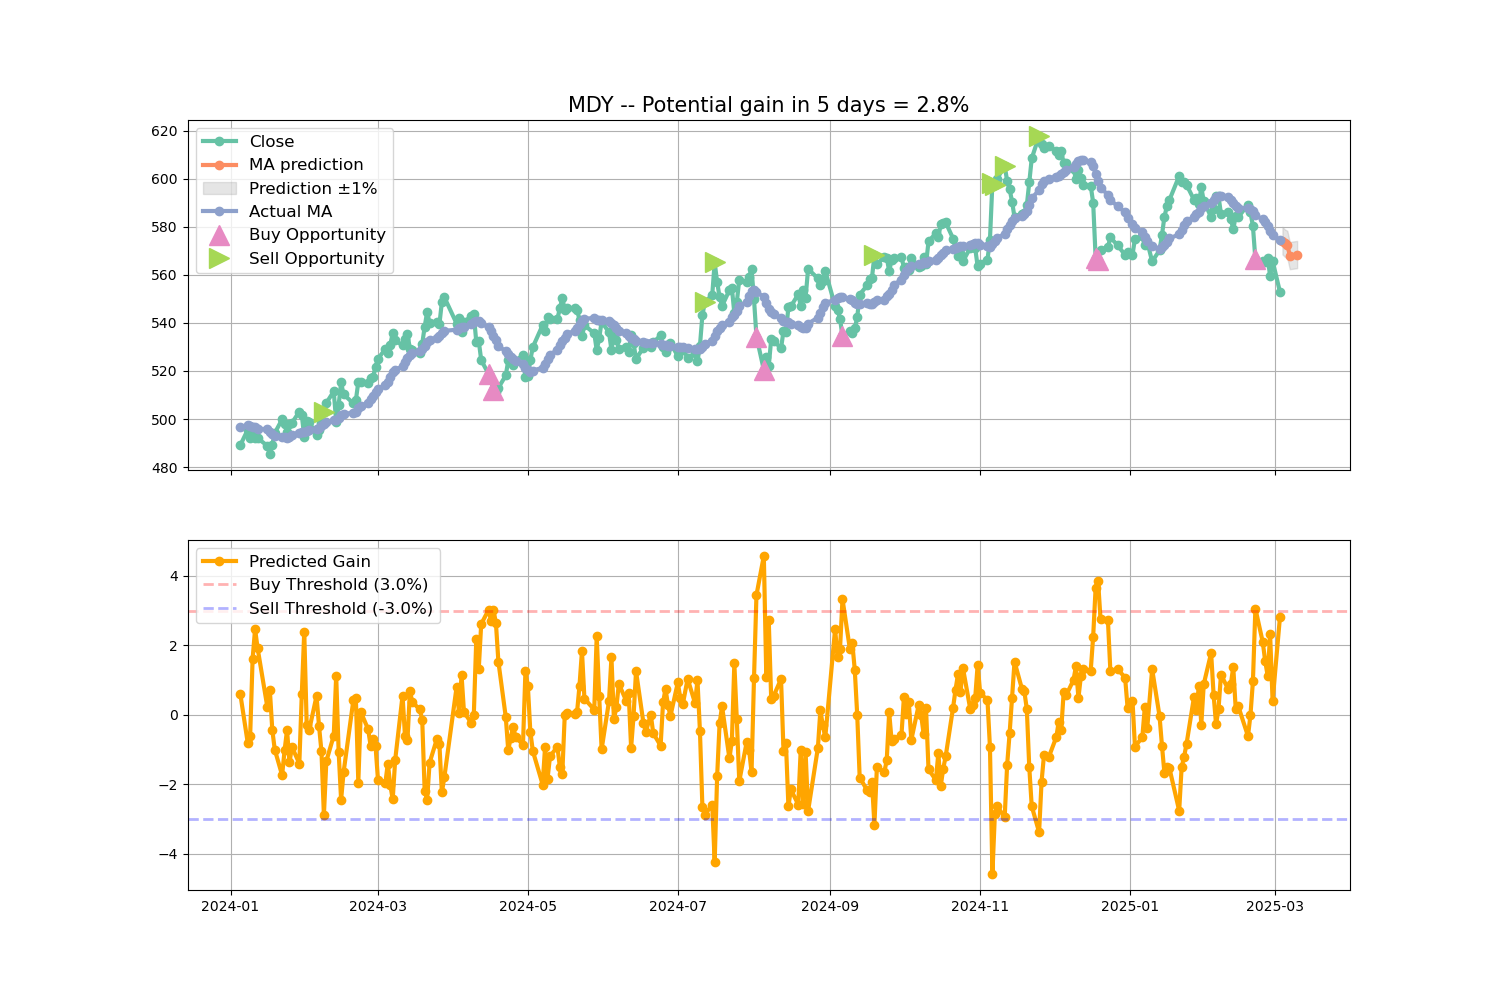 MDY -- Potential gain in 5 days = 2.8%
620
600
580
560
540
520
500
480
Close
MA prediction
Prediction ±1%
Actual MA
Buy Opportunity
Sell Opportunity
4
2
0
−2
−4
Predicted Gain
Buy Threshold (3.0%)
Sell Threshold (-3.0%)
2024-01
2024-03
2024-05
2024-07
2024-09
2024-11
2025-01
2025-03